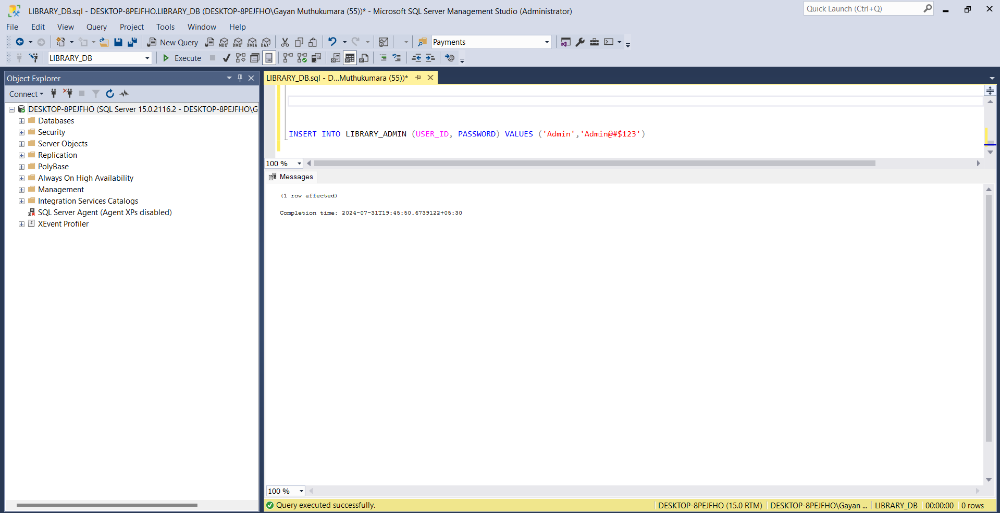 LIBRARY_DB.sql - DESKTOP-8PEJFHO.LIBRARY_DB (DESKTOP-8PEJFHO\Gayan Muthukumara (55))* - Microsoft SQL Server Management Studio (Administrator)
Quick Launch (Ctrl+Q)
File Edit View Query Project Tools Window Help
New Query MDX DMX XMLA DAX Payments
LIBRARY_DB Execute
Object Explorer
Connect
DESKTOP-8PEJFHO (SQL Server 15.0.2116.2 - DESKTOP-8PEJFHO\G
Databases
Security
Server Objects
Replication
PolyBase
Always On High Availability
Management
Integration Services Catalogs
SQL Server Agent (Agent XPs disabled)
XEvent Profiler
LIBRARY_DB.sql - D...Muthukumara (55))*
INSERT INTO LIBRARY_ADMIN (USER_ID, PASSWORD) VALUES ('Admin','Admin@#$123')
100 %
Messages
(1 row affected)
Completion time: 2024-07-31T19:45:50.6739122+05:30
100 %
Query executed successfully.
DESKTOP-8PEJFHO (15.0 RTM) DESKTOP-8PEJFHO\Gayan ... LIBRARY_DB 00:00:00 0 rows